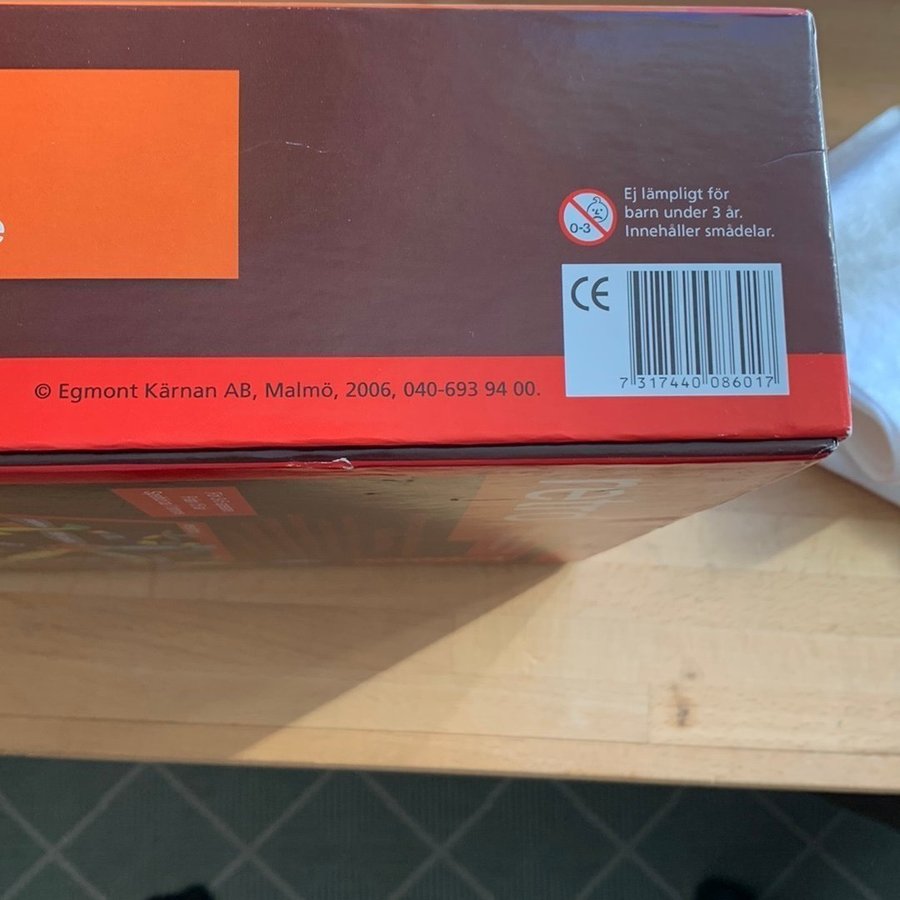 e
Ej lämpligt för
barn under 3 år.
Innehåller smådelar.
0-3
CE
7 317440 086017
© Egmont Kärnan AB, Malmö, 2006, 040-693 94 00.